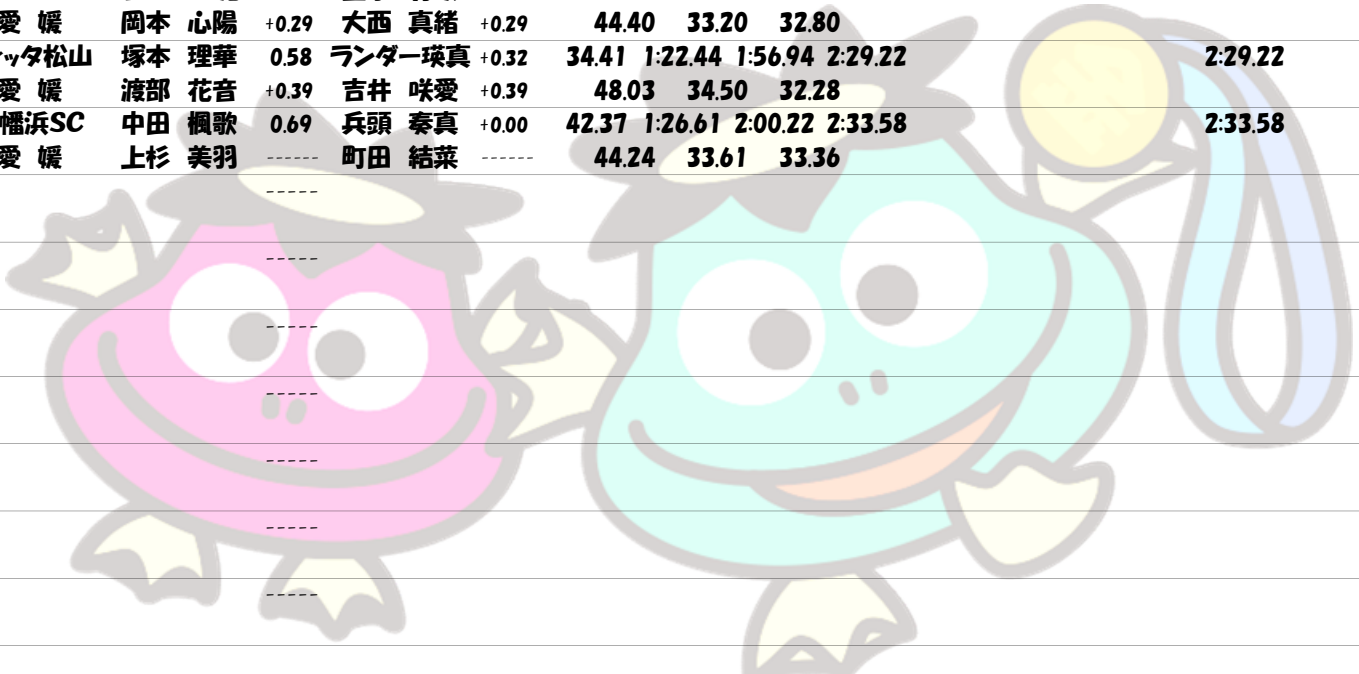 愛 媛 岡本 心陽 +0.29 大西 真緒 +0.29 44.40 33.20 32.80
ッタ松山 塚本 理華 0.58 ランダー瑛真 +0.32 34.41 1:22.44 1:56.94 2:29.22 2:29.22
愛 媛 渡部 花音 +0.39 吉井 咲愛 +0.39 48.03 34.50 32.28
幡浜SC 中田 楓歌 0.69 兵頭 奏真 +0.00 42.37 1:26.61 2:00.22 2:33.58 2:33.58
愛 媛 上杉 美羽 ------ 町田 結菜 ------ 44.24 33.61 33.36
-----
-----
-----
-----
-----
-----
-----